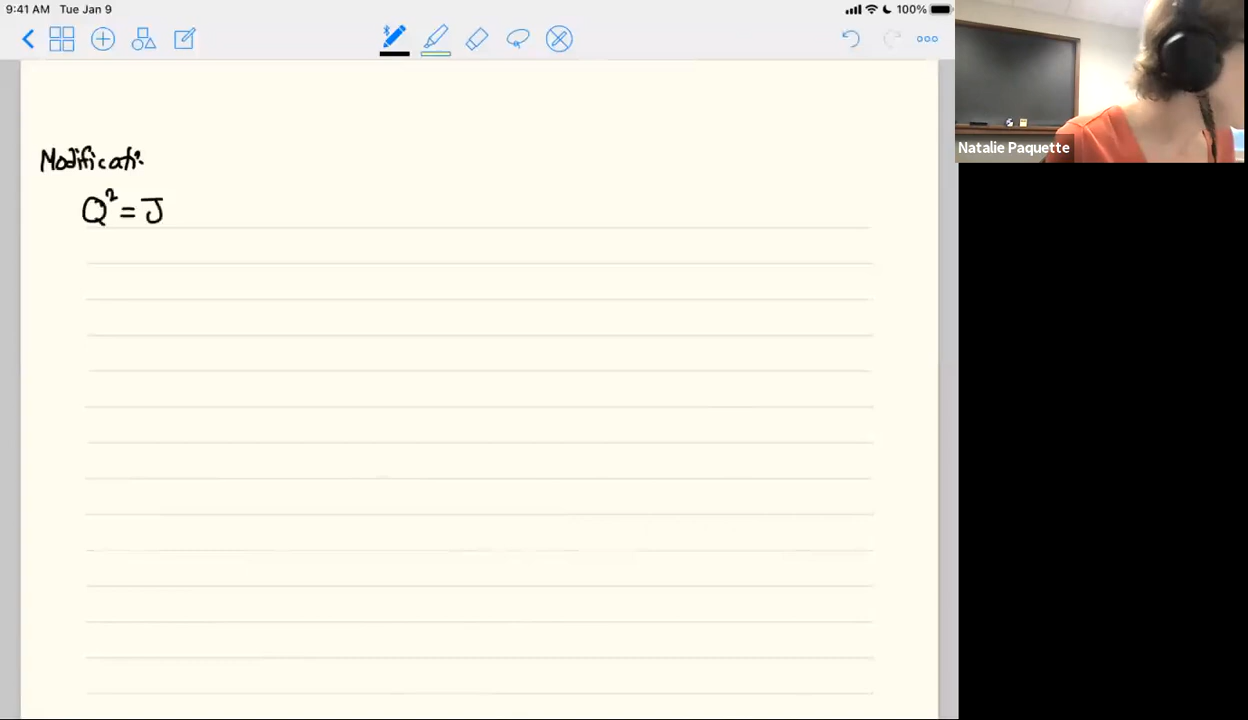 9:41 AM Tue Jan 9
100%
Natalie Paquette
Modificati
Q² = J